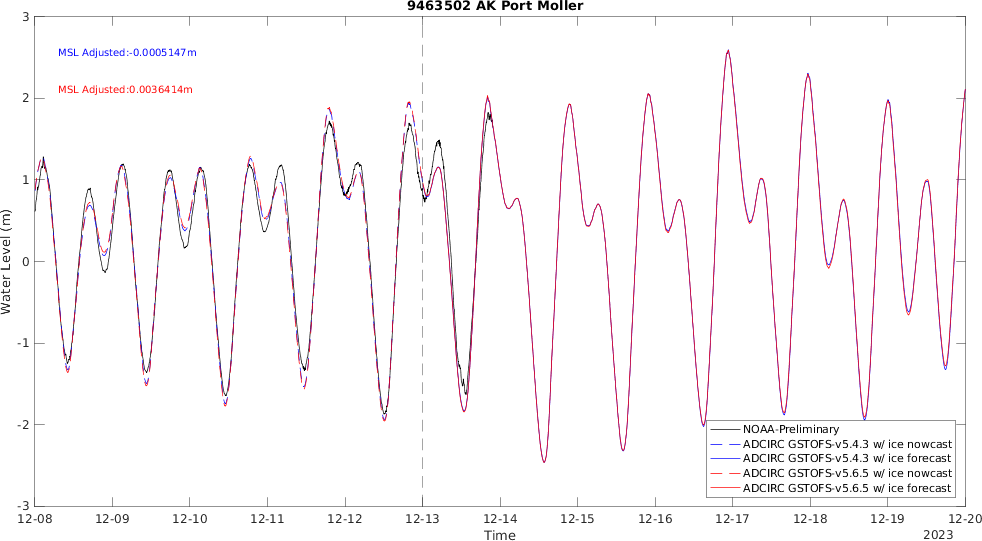 9463502 AK Port Moller
MSL Adjusted:-0.0005147m
MSL Adjusted:0.0036414m
Water Level (m)
3
2
1
0
-1
-2
-3
NOAA-Preliminary
ADCIRC GSTOFS-v5.4.3 w/ ice nowcast
ADCIRC GSTOFS-v5.4.3 w/ ice forecast
ADCIRC GSTOFS-v5.6.5 w/ ice nowcast
ADCIRC GSTOFS-v5.6.5 w/ ice forecast
12-08 12-09 12-10 12-11 12-12 12-13 12-14 12-15 12-16 12-17 12-18 12-19 12-20
Time
2023